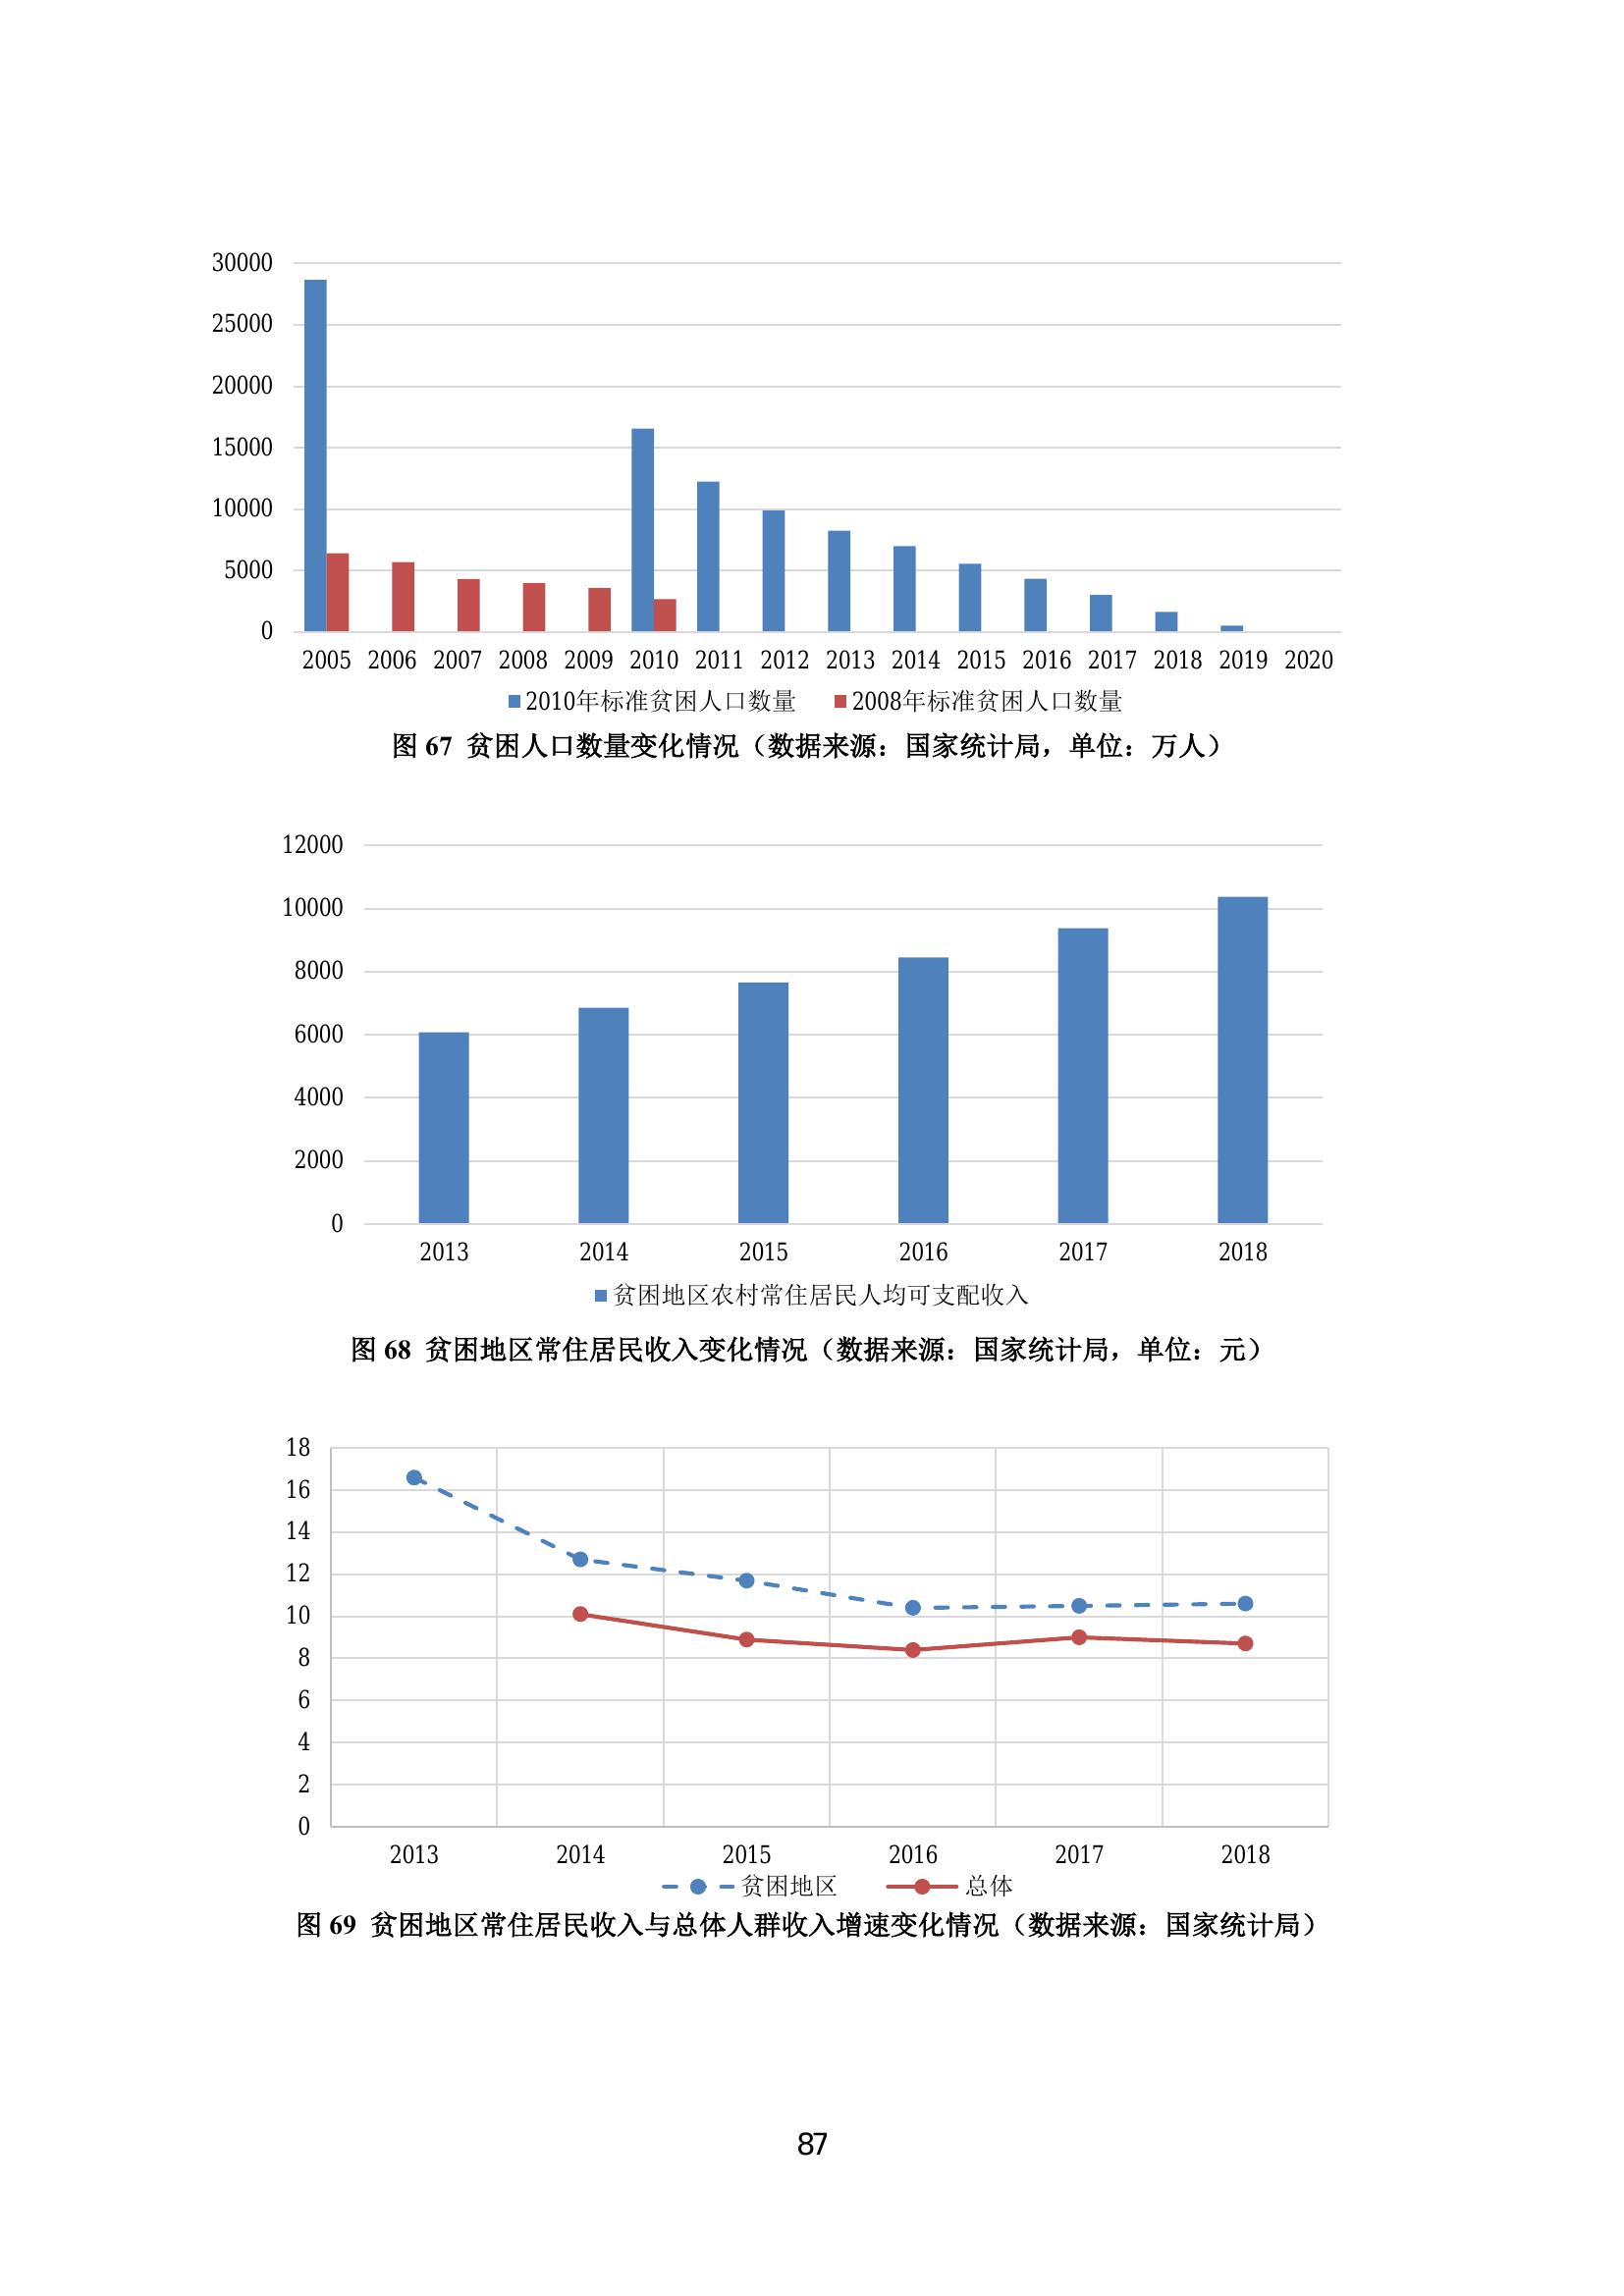 30000
25000
20000
15000
10000
5000
0
2005 2006 2007 2008 2009 2010 2011 2012 2013 2014 2015 2016 2017 2018 2019 2020
2010年标准贫困人口数量 2008年标准贫困人口数量
图 67 贫困人口数量变化情况（数据来源：国家统计局，单位：万人）
12000
10000
8000
6000
4000
2000
0
2013 2014 2015 2016 2017 2018
贫困地区农村常住居民人均可支配收入
图 68 贫困地区常住居民收入变化情况（数据来源：国家统计局，单位：元）
18
16
14
12
10
8
6
4
2
0
2013 2014 2015 2016 2017 2018
贫困地区 总体
图 69 贫困地区常住居民收入与总体人群收入增速变化情况（数据来源：国家统计局）
87